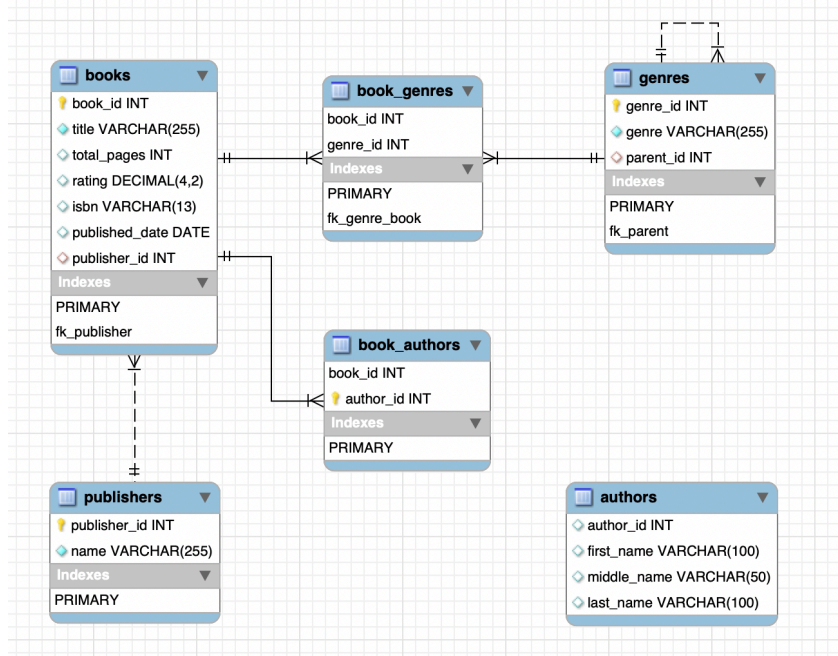 books
book_id INT
title VARCHAR(255)
total_pages INT
rating DECIMAL(4,2)
isbn VARCHAR(13)
published_date DATE
publisher_id INT
Indexes
PRIMARY
fk_publisher
book_genres
book_id INT
genre_id INT
Indexes
PRIMARY
fk_genre_book
genres
genre_id INT
genre VARCHAR(255)
parent_id INT
Indexes
PRIMARY
fk_parent
book_authors
book_id INT
author_id INT
Indexes
PRIMARY
publishers
publisher_id INT
name VARCHAR(255)
Indexes
PRIMARY
authors
author_id INT
first_name VARCHAR(100)
middle_name VARCHAR(50)
last_name VARCHAR(100)